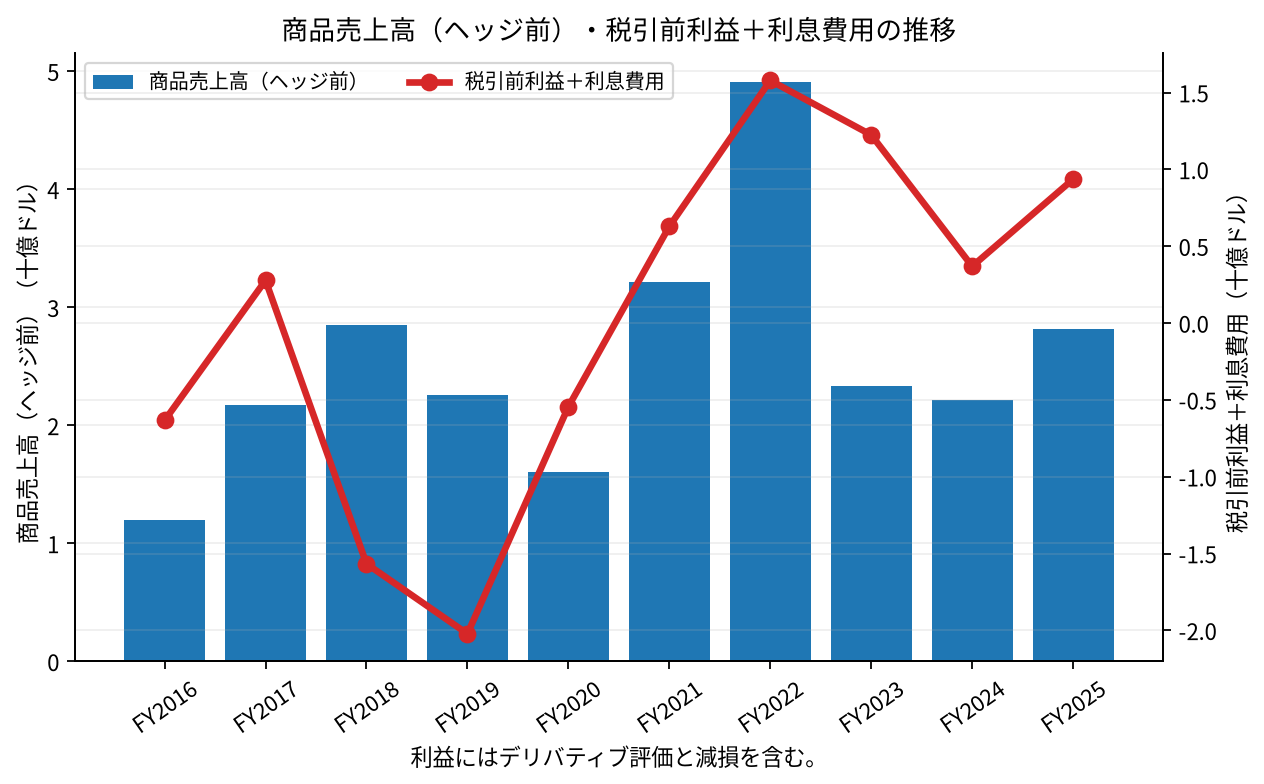 商品売上高（ヘッジ前）・税引前利益＋利息費用の推移
商品売上高（ヘッジ前）
税引前利益＋利息費用
商品売上高（ヘッジ前）（十億ドル）
5
4
3
2
1
0
1.5
1.0
0.5
0.0
-0.5
-1.0
-1.5
-2.0
税引前利益＋利息費用（十億ドル）
FY2016
FY2017
FY2018
FY2019
FY2020
FY2021
FY2022
FY2023
FY2024
FY2025
利益にはデリバティブ評価と減損を含む。